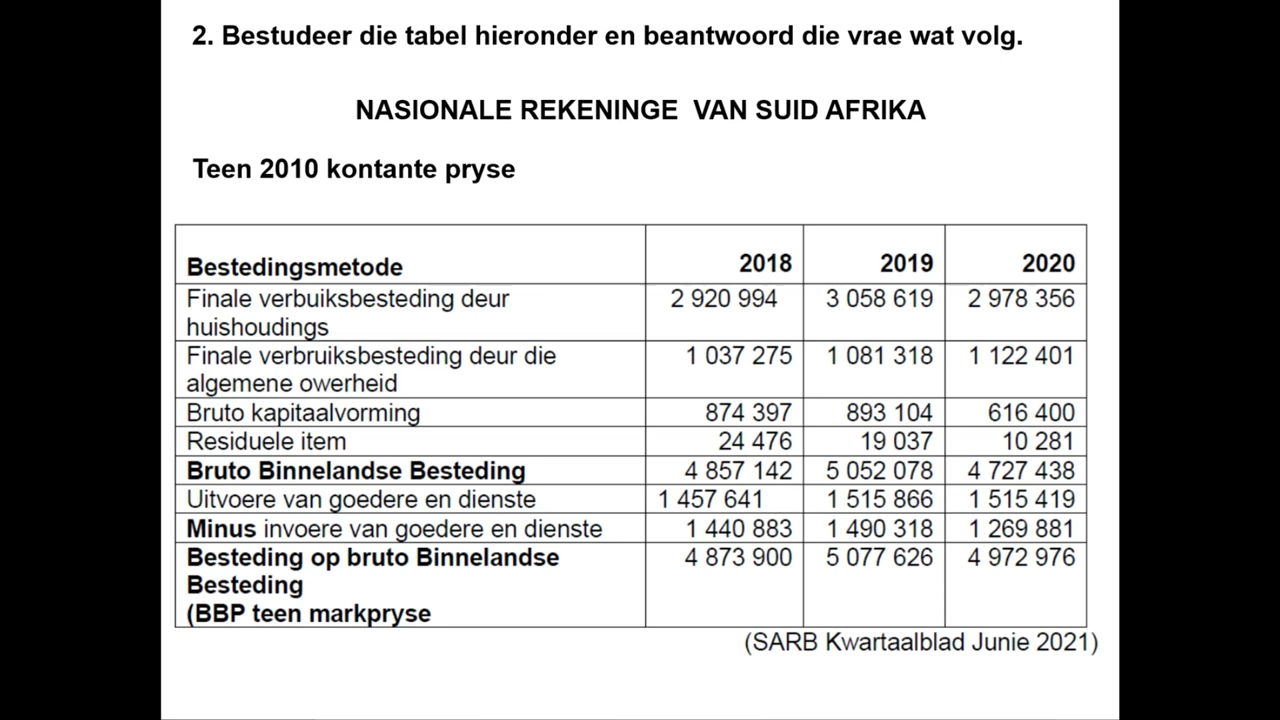 2. Bestudeer die tabel hieronder en beantwoord die vrae wat volg.
NASIONALE REKENINGE VAN SUID AFRIKA
Teen 2010 kontante pryse
Bestedingsmetode 2018 2019 2020
Finale verbuiksbesteding deur huishoudings 2 920 994 3 058 619 2 978 356
Finale verbruiksbesteding deur die algemene owerheid 1 037 275 1 081 318 1 122 401
Bruto kapitaalvorming 874 397 893 104 616 400
Residuele item 24 476 19 037 10 281
Bruto Binnelandse Besteding 4 857 142 5 052 078 4 727 438
Uitvoere van goedere en dienste 1 457 641 1 515 866 1 515 419
Minus invoere van goedere en dienste 1 440 883 1 490 318 1 269 881
Besteding op bruto Binnelandse Besteding (BBP teen markpryse 4 873 900 5 077 626 4 972 976
(SARB Kwartaalblad Junie 2021)